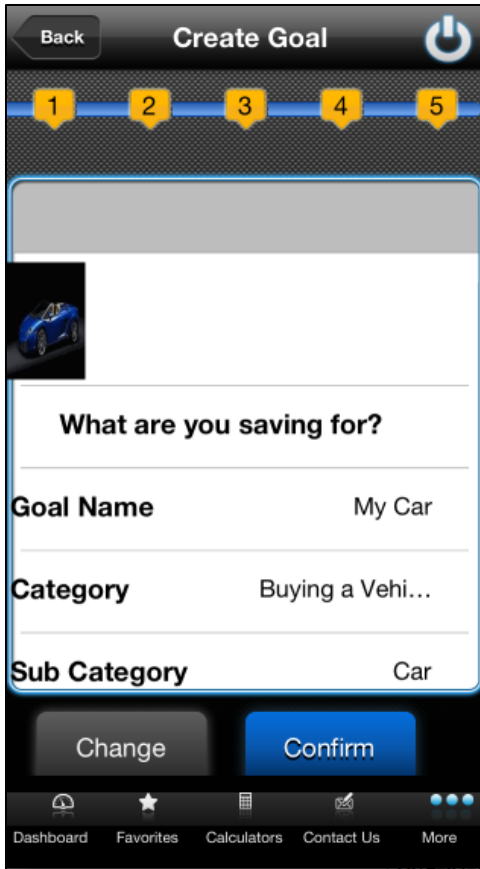 Back Create Goal
1 2 3 4 5
What are you saving for?
Goal Name My Car
Category Buying a Vehi...
Sub Category Car
Change Confirm
Dashboard Favorites Calculators Contact Us More